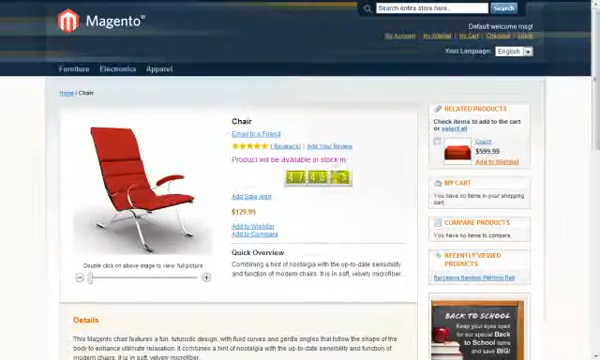 Search entire store here...
Search
Magento®
Default welcome msg!
My Account My Wishlist My Cart Checkout Log In
Your Language: English
Furniture Electronics Apparel
Home / Chair
Chair
Email to a Friend
1 Review(s) | Add Your Review
Product will be available in stock in:
Add Sale Alert
$129.99
Add to Wishlist
Add to Compare
Quick Overview
Combining a hint of nostalgia with the up-to-date sensibility
and function of modern chairs. It is in soft, velvety microfiber.
Double click on above image to view full picture
Details
This Magento chair features a fun, futuristic design, with fluid curves and gentle angles that follow the shape of
the body to enhance ultimate relaxation. It combines a hint of nostalgia with the up-to-date sensibility and function of
modern chairs. It is in soft, velvety microfiber.
RELATED PRODUCTS
Check items to add to the cart
or select all
Couch
$599.99
Add to Wishlist
MY CART
You have no items in your shopping
cart.
COMPARE PRODUCTS
You have no items to compare.
RECENTLY VIEWED
PRODUCTS
Barcelona Bamboo Platform Bed
BACK TO SCHOOL
Keep your eyes open
for our special Back
to School items
and save BIG!